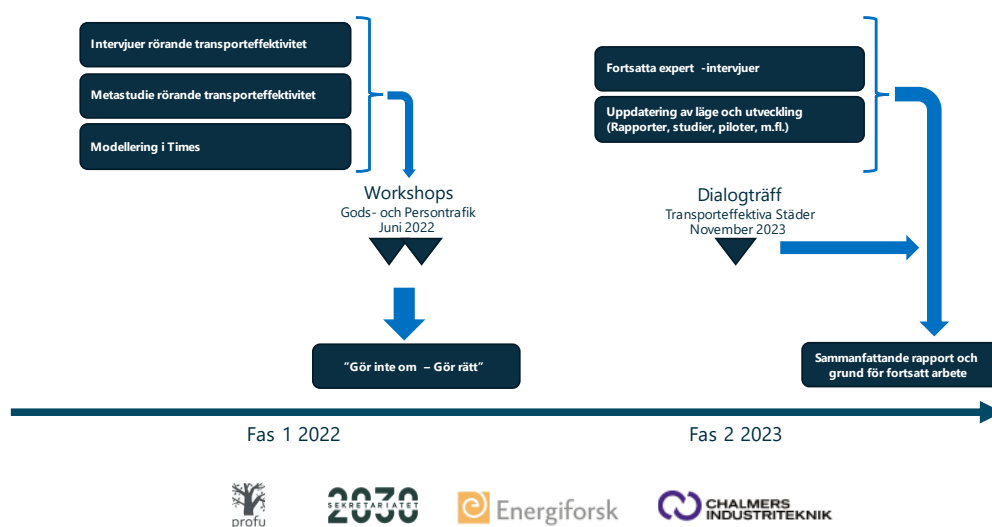 Intervjuer rörande transporteffektivitet
Metastudie rörande transporteffektivitet
Modellering i Times
Workshops
Gods- och Persontrafik
Juni 2022
"Gör inte om – Gör rätt"
Fortsatta expert -intervjuer
Uppdatering av läge och utveckling
(Rapporter, studier, piloter, m.fl.)
Dialogträff
Transporteffektiva Städer
November 2023
Sammanfattande rapport och
grund för fortsatt arbete
Fas 1 2022
Fas 2 2023
profu
2030
SEKRETARIATET
Energiforsk
CHALMERS
INDUSTRITEKNIK